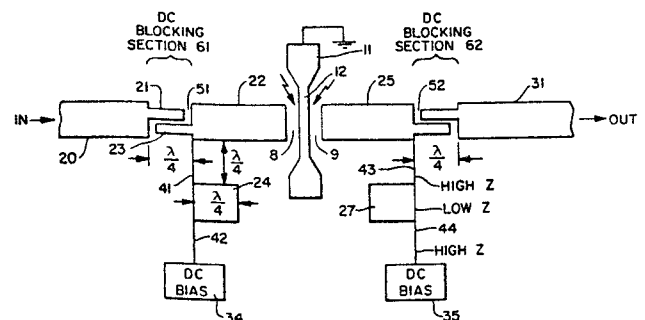 DC
BLOCKING
SECTION 61
DC
BLOCKING
SECTION 62
11
12
21
51
22
25
52
31
IN
OUT
20
23
8
9
λ/4
λ/4
λ/4
λ/4
41
24
43
HIGH Z
27
LOW Z
42
44
HIGH Z
DC
BIAS
34
DC
BIAS
35